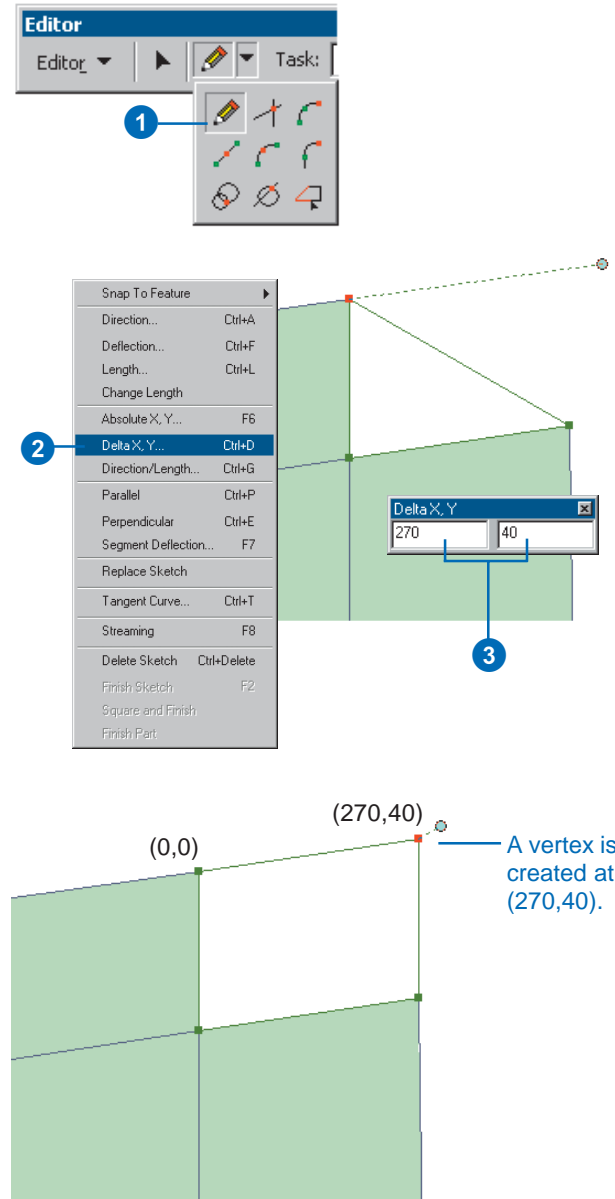 Editor
Editor
Task:
1
Snap To Feature
Direction... Ctrl+A
Deflection... Ctrl+F
Length... Ctrl+L
Change Length
Absolute X, Y... F6
2
Delta X, Y... Ctrl+D
Direction/Length... Ctrl+G
Parallel Ctrl+P
Perpendicular Ctrl+E
Segment Deflection... F7
Replace Sketch
Tangent Curve... Ctrl+T
Streaming F8
Delete Sketch Ctrl+Delete
Finish Sketch F2
Square and Finish
Finish Part
Delta X, Y
270 40
3
(270,40)
(0,0)
A vertex is
created at
(270,40).